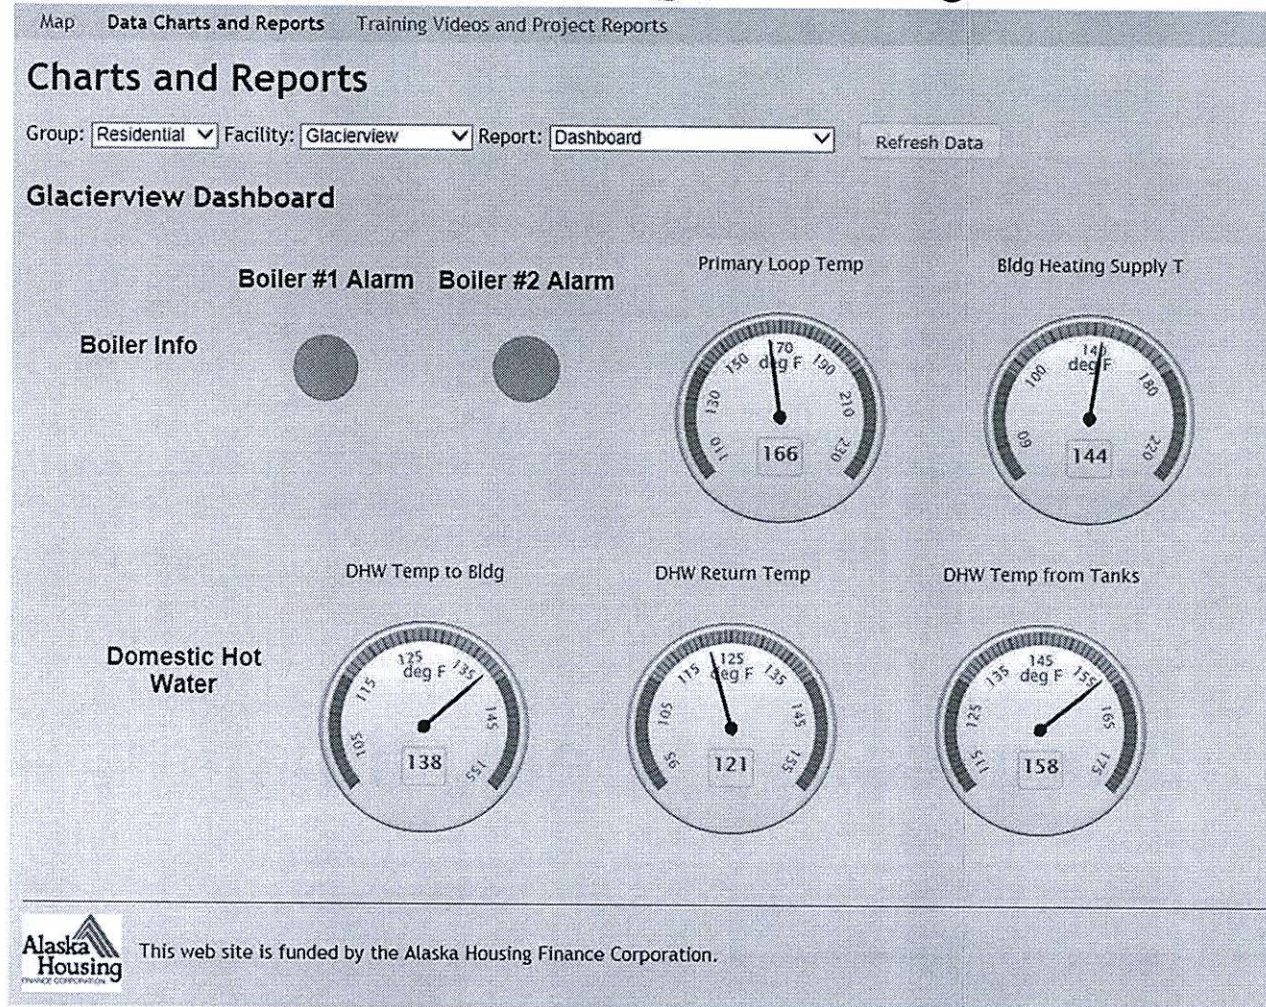 Map Data Charts and Reports Training Videos and Project Reports
Charts and Reports
Group: Residential Facility: Glacierview Report: Dashboard Refresh Data
Glacierview Dashboard
Boiler #1 Alarm Boiler #2 Alarm Primary Loop Temp Bldg Heating Supply T
Boiler Info
110 130 150 170 190 210 230
deg F
166
60 100 140 180 220
deg F
144
DHW Temp to Bldg DHW Return Temp DHW Temp from Tanks
Domestic Hot
Water
105 115 125 135 145 155
deg F
138
95 105 115 125 135 145 155
deg F
121
115 125 135 145 155 165 175
deg F
158
Alaska
Housing
FINANCE CORPORATION
This web site is funded by the Alaska Housing Finance Corporation.